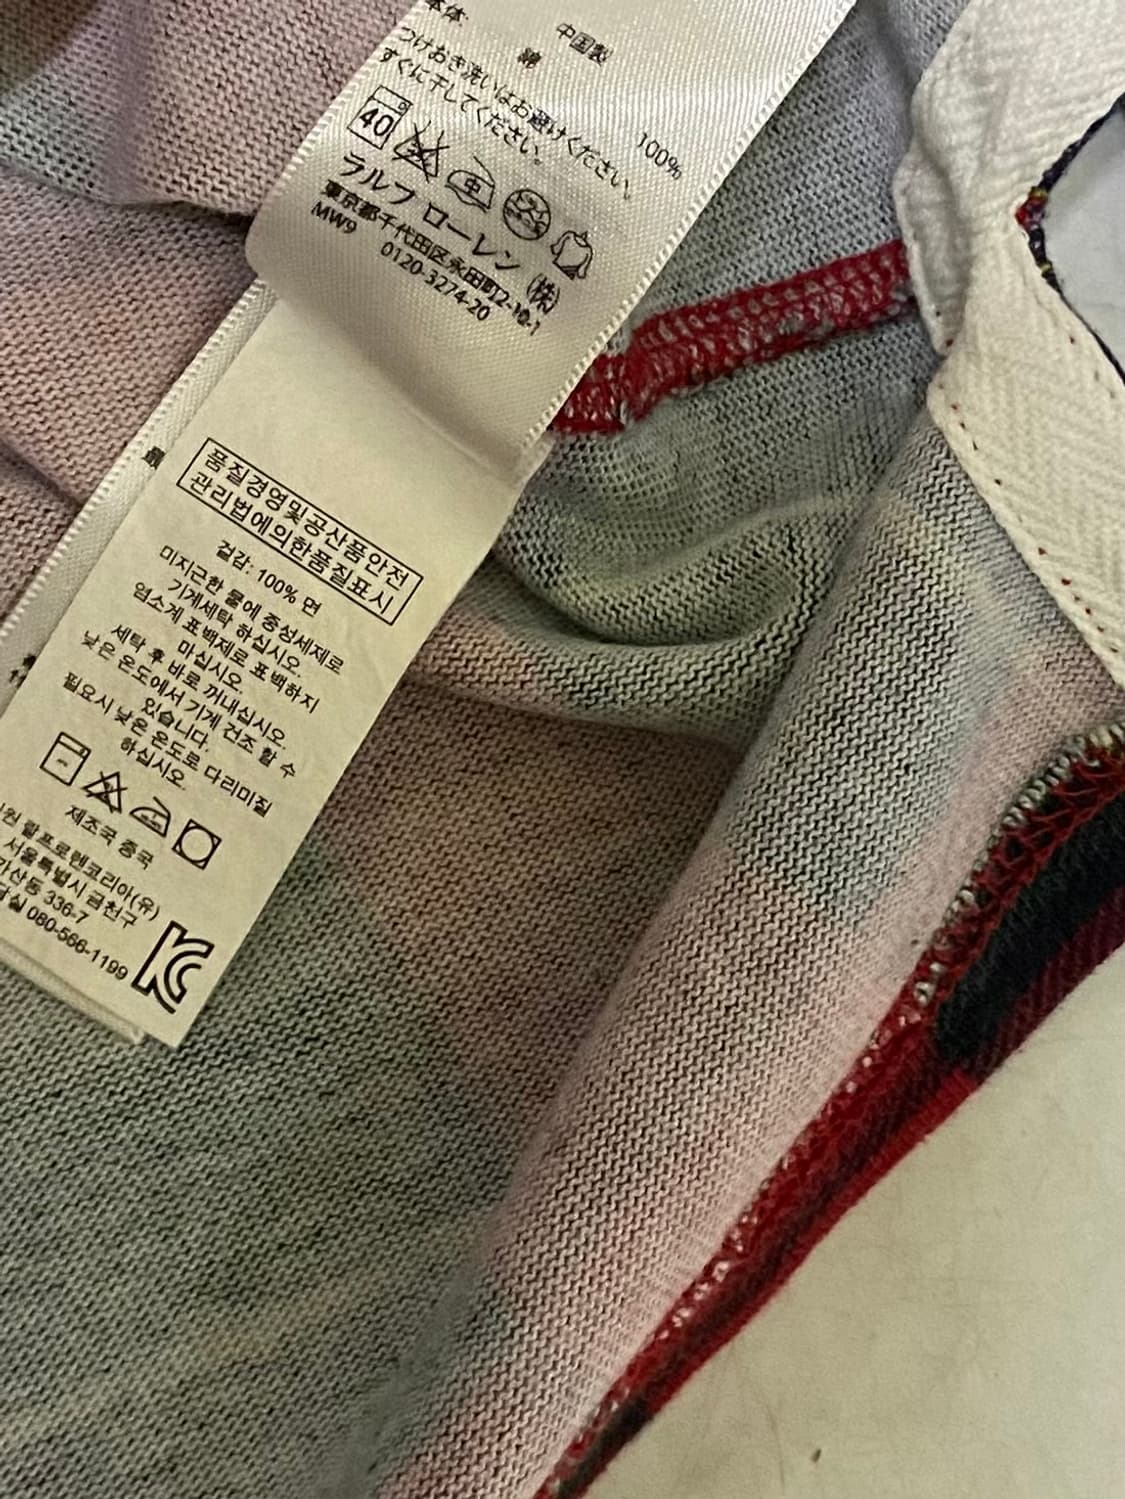 本体
中国製
綿
100%
つけおき洗いはお避けください。
すぐに干してください。
40
ラルフ ローレン (株)
東京都千代田区永田町2-10-1
MW9 0120-3274-20
품질경영및공산품안전
관리법에의한품질표시
겉감: 100% 면
미지근한 물에 중성세제로
기계세탁 하십시오.
염소계 표백제로 표백하지
마십시오.
세탁 후 바로 꺼내십시오.
낮은 온도에서 기계 건조 할 수
있습니다.
필요시 낮은 온도로 다리미질
하십시오.
제조국 중국
원 랄프로렌코리아(유)
서울특별시 금천구
가산동 336-7
실 080-566-1199